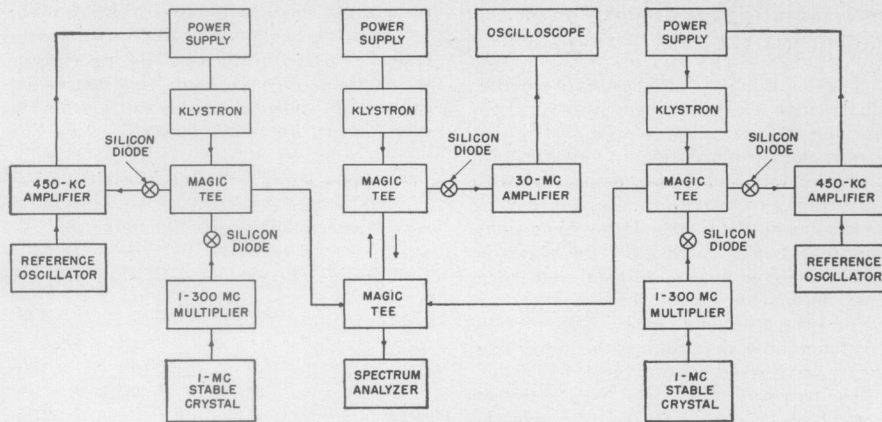 POWER
SUPPLY
POWER
SUPPLY
OSCILLOSCOPE
POWER
SUPPLY
KLYSTRON
KLYSTRON
KLYSTRON
SILICON
DIODE
SILICON
DIODE
SILICON
DIODE
450-KC
AMPLIFIER
MAGIC
TEE
MAGIC
TEE
30-MC
AMPLIFIER
MAGIC
TEE
450-KC
AMPLIFIER
REFERENCE
OSCILLATOR
SILICON
DIODE
SILICON
DIODE
REFERENCE
OSCILLATOR
1-300 MC
MULTIPLIER
MAGIC
TEE
1-300 MC
MULTIPLIER
1-MC
STABLE
CRYSTAL
SPECTRUM
ANALYZER
1-MC
STABLE
CRYSTAL